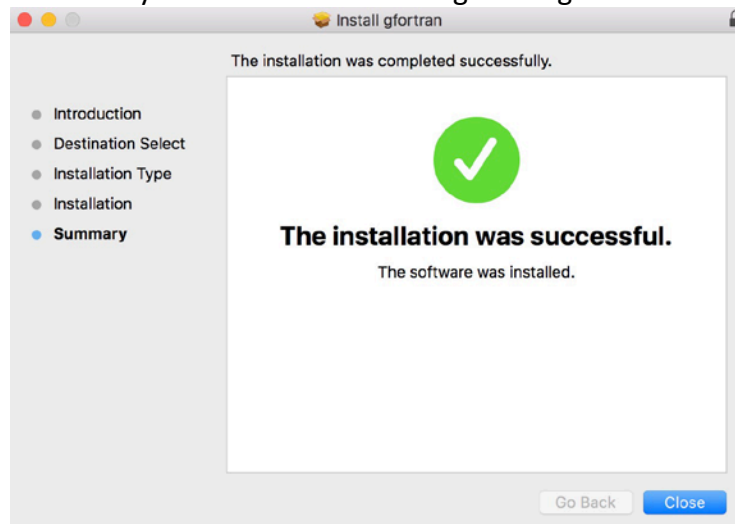 Install gfortran
The installation was completed successfully.
Introduction
Destination Select
Installation Type
Installation
Summary
The installation was successful.
The software was installed.
Go Back
Close